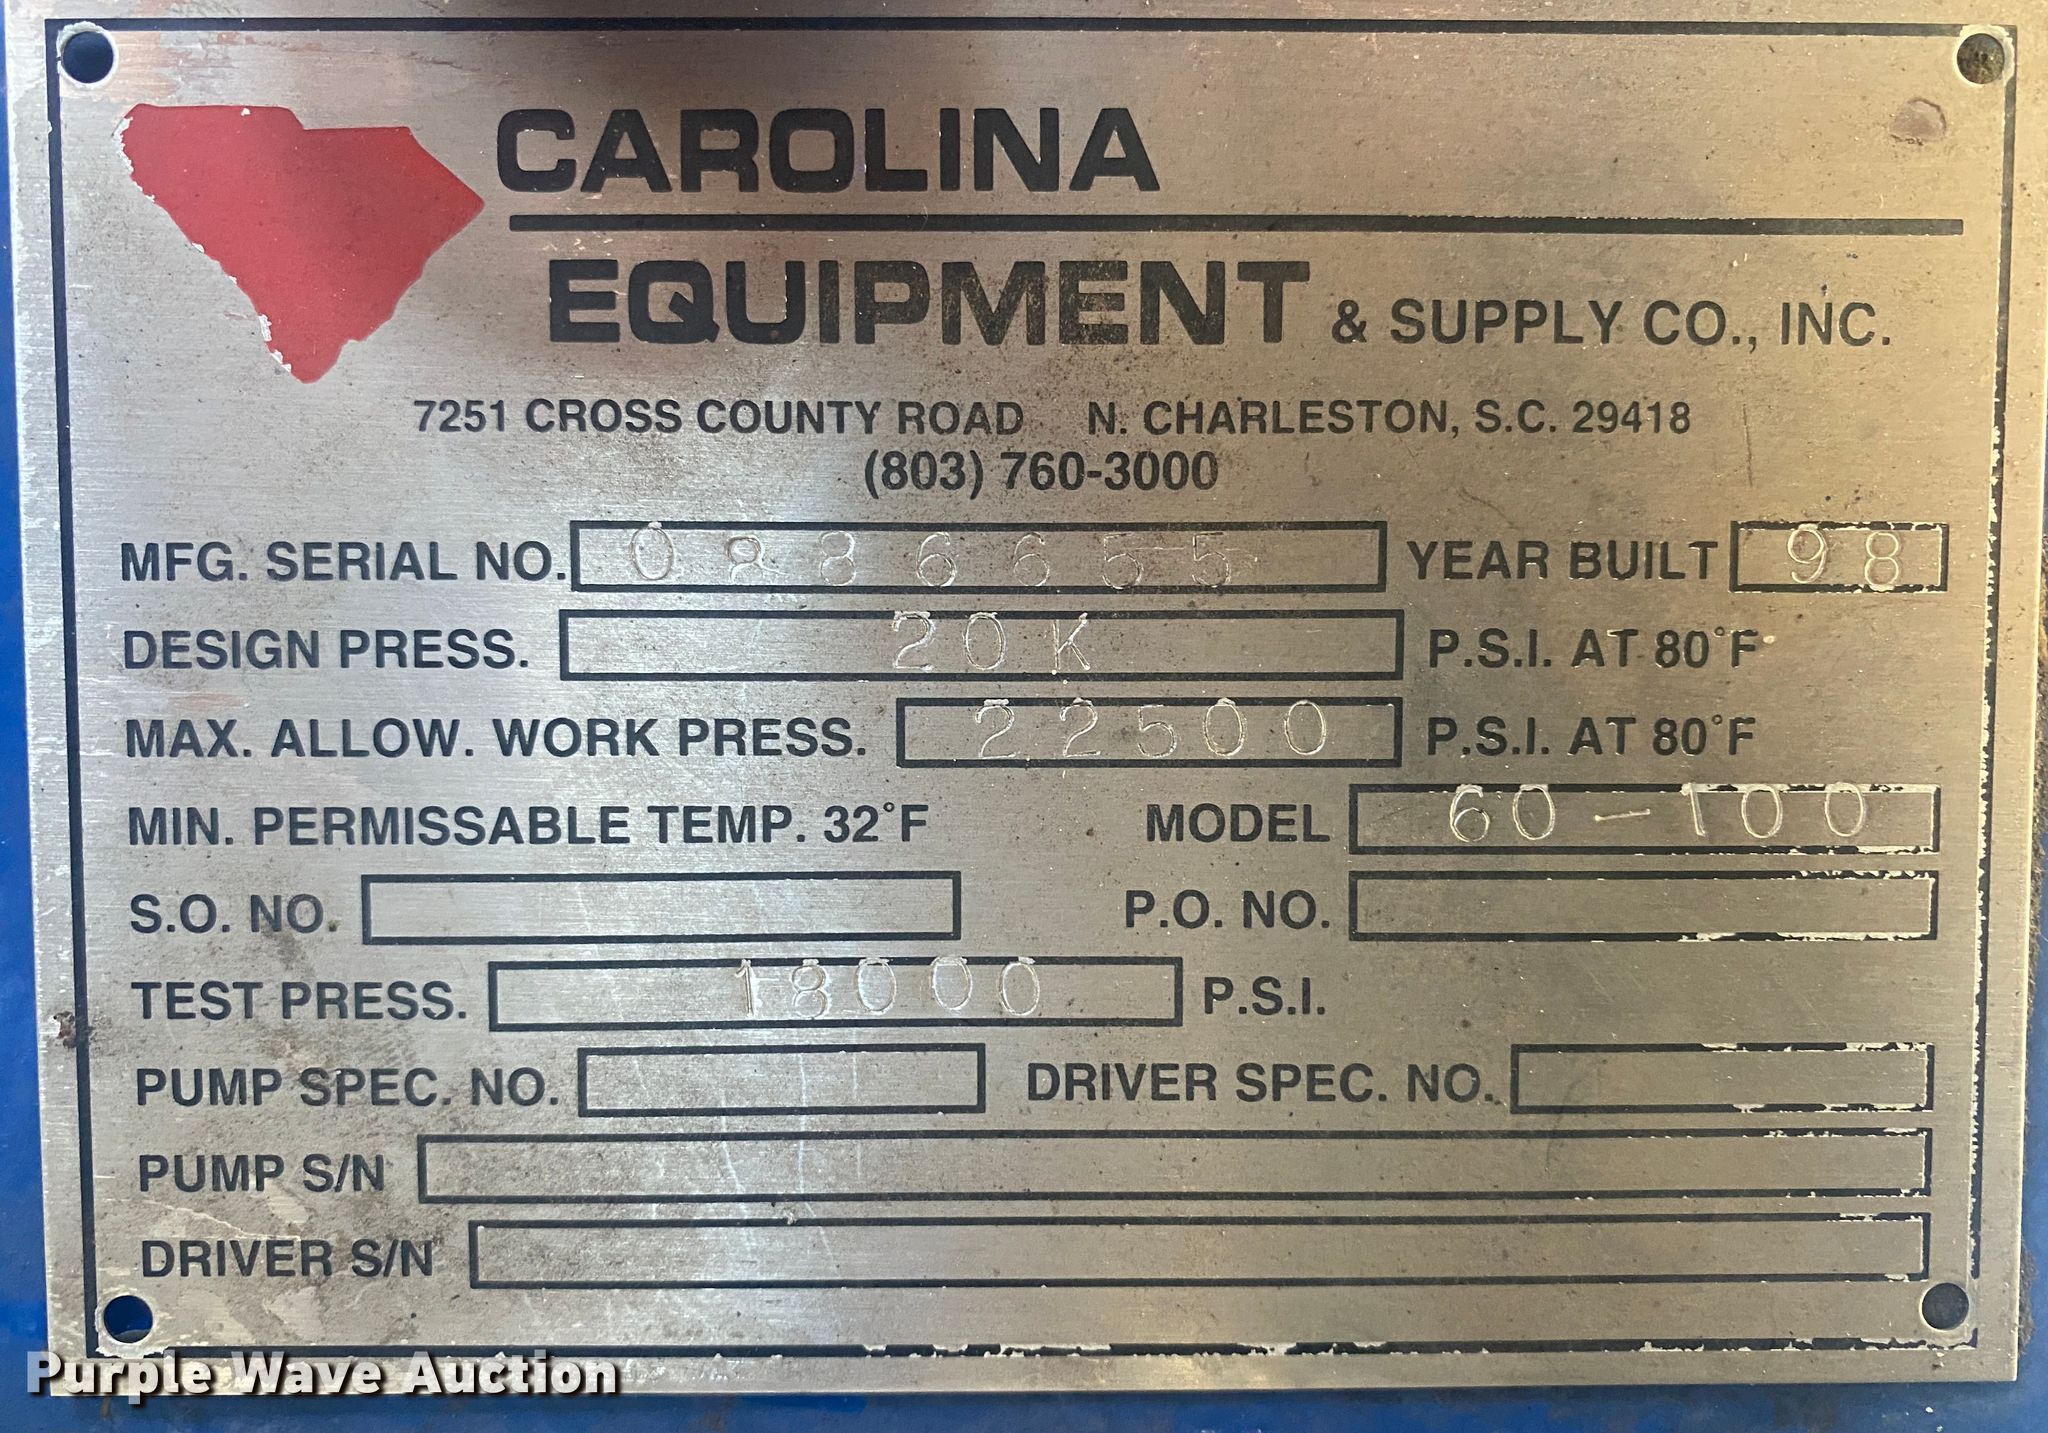 CAROLINA
EQUIPMENT & SUPPLY CO., INC.
7251 CROSS COUNTY ROAD N. CHARLESTON, S.C. 29418
(803) 760-3000
MFG. SERIAL NO. 0886655 YEAR BUILT 98
DESIGN PRESS. 20K P.S.I. AT 80°F
MAX. ALLOW. WORK PRESS. 22500 P.S.I. AT 80°F
MIN. PERMISSABLE TEMP. 32°F MODEL 60-100
S.O. NO. P.O. NO.
TEST PRESS. 18000 P.S.I.
PUMP SPEC. NO. DRIVER SPEC. NO.
PUMP S/N
DRIVER S/N
Purple Wave Auction